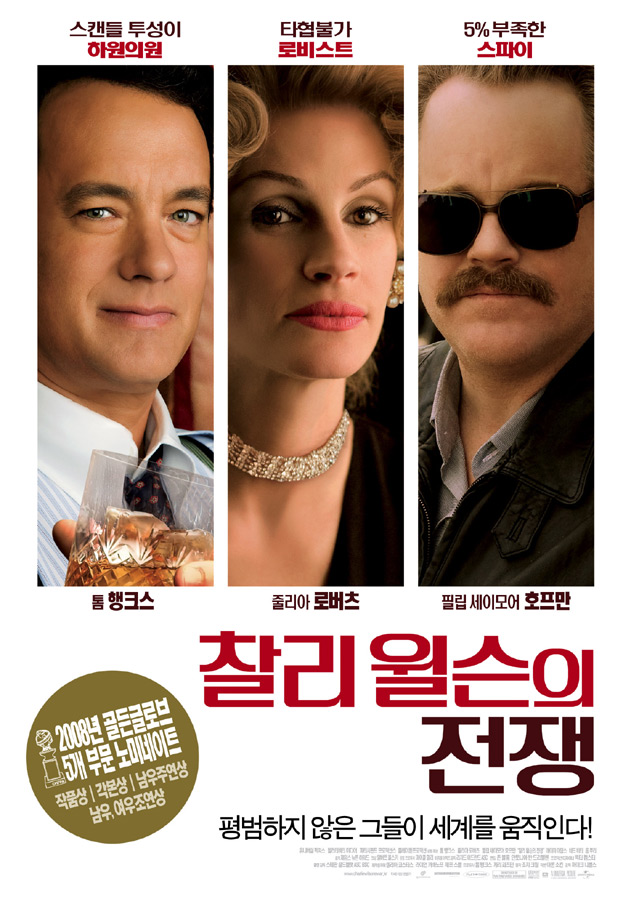 스캔들 투성이
하원의원
타협불가
로비스트
5% 부족한
스파이
톰 행크스
줄리아 로버츠
필립 세이모어 호프만
찰리 윌슨의
전쟁
2008년 골든글로브
5개 부문 노미네이트
작품상 | 각본상 | 남우주연상
남우, 여우조연상
평범하지 않은 그들이 세계를 움직인다!